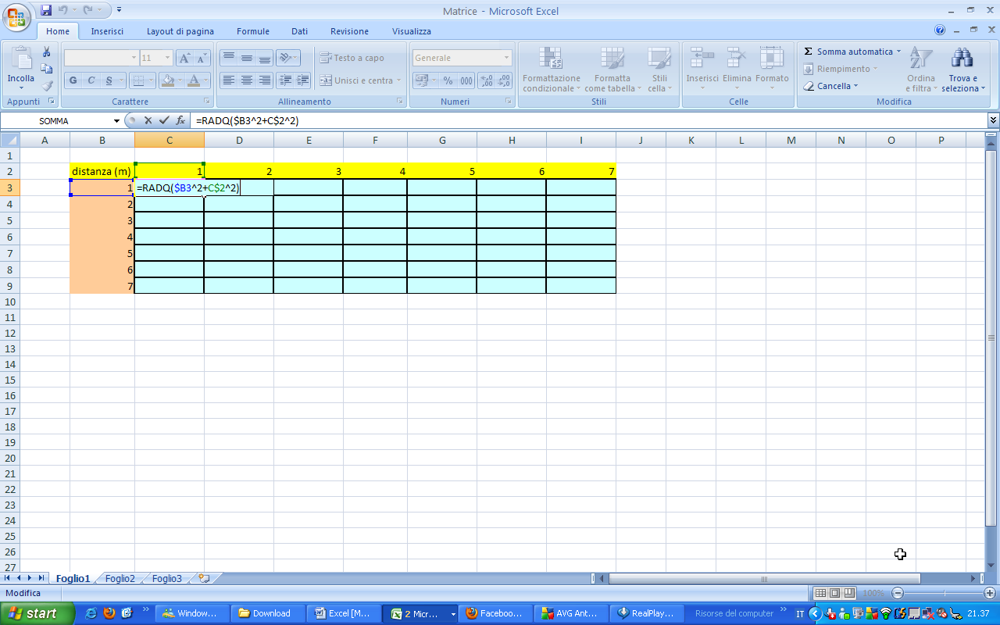 Matrice - Microsoft Excel
Home Inserisci Layout di pagina Formule Dati Revisione Visualizza
Incolla
11 A A
G C S A
Testo a capo
Unisci e centra
Generale
% 000
Formattazione condizionale
Formatta come tabella
Stili cella
Inserisci Elimina Formato
Σ Somma automatica
Riempimento
Cancella
Ordina e filtra
Trova e seleziona
Appunti Carattere Allineamento Numeri Stili Celle Modifica
SOMMA fx =RADQ($B3^2+C$2^2)
A B C D E F G H I J K L M N O P
1
2 distanza (m) 1 2 3 4 5 6 7
3 1 =RADQ($B3^2+C$2^2)
4 2
5 3
6 4
7 5
8 6
9 7
10
11
12
13
14
15
16
17
18
19
20
21
22
23
24
25
26
27
Foglio1 Foglio2 Foglio3
Modifica 100%
start Window... Download Excel [M... 2 Micr... Faceboo... AVG Ant... RealPlay... Risorse del computer IT 21.37